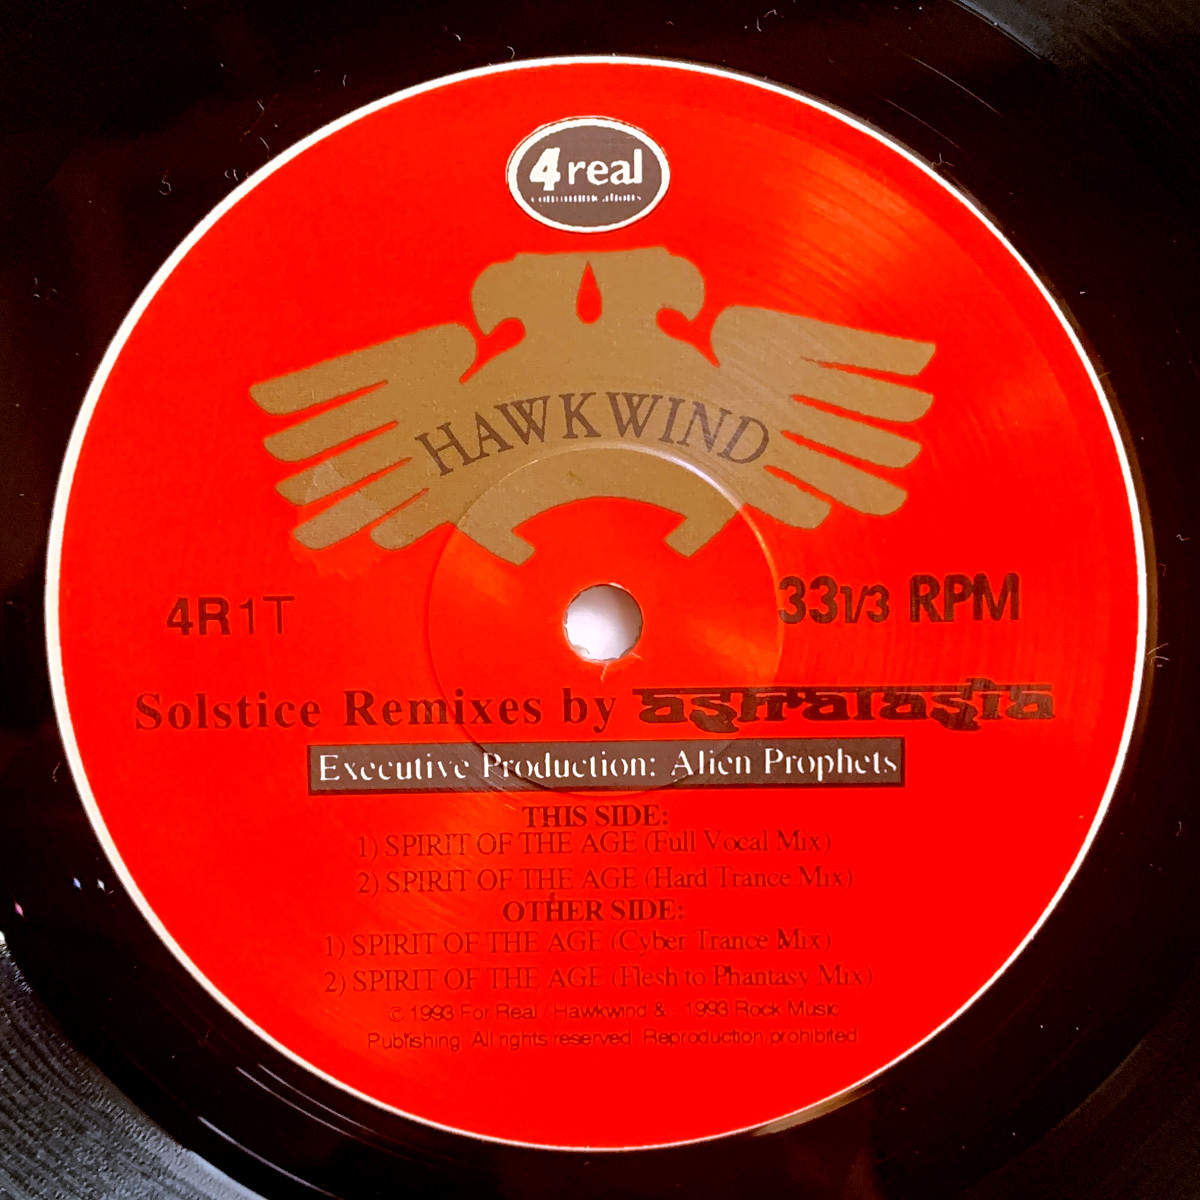 4 real
communications
HAWKWIND
4R1T
33 1/3 RPM
Solstice Remixes by astralasia
Executive Production: Alien Prophets
THIS SIDE:
1) SPIRIT OF THE AGE (Full Vocal Mix)
2) SPIRIT OF THE AGE (Hard Trance Mix)
OTHER SIDE:
1) SPIRIT OF THE AGE (Cyber Trance Mix)
2) SPIRIT OF THE AGE (Flesh to Phantasy Mix)
© 1993 For Real / Hawkwind & 1993 Rock Music
Publishing. All rights reserved. Reproduction prohibited